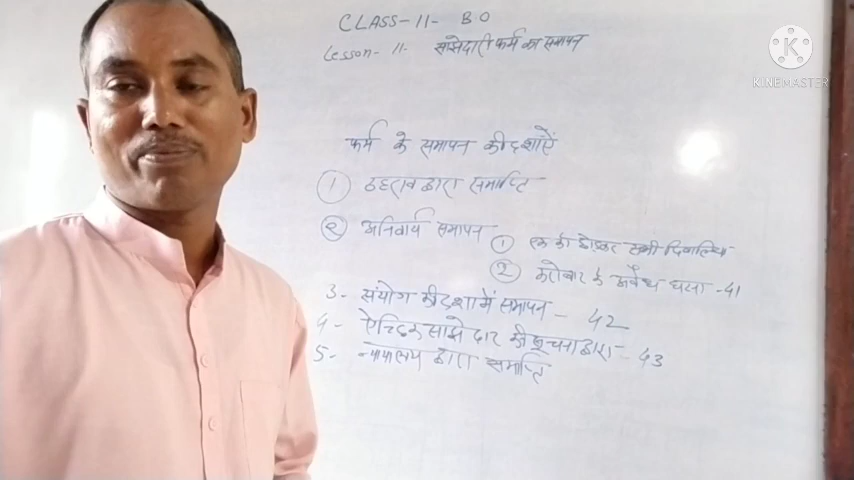 CLASS-11- BO
Lesson- 11- साझेदारी फर्म का समापन
KINEMASTER
फर्म के समापन की दशाऐं
① ठहराव द्वारा समाप्ति
② अनिवार्य समापन
① एक को छोड़कर सभी दिवालिया
② कारोबार के अवैध -41
3- संयोग की दशा में समापन - 42
4- ऐच्छिक साझेदार की सूचना द्वारा - 43
5- न्यायालय द्वारा समाप्ति